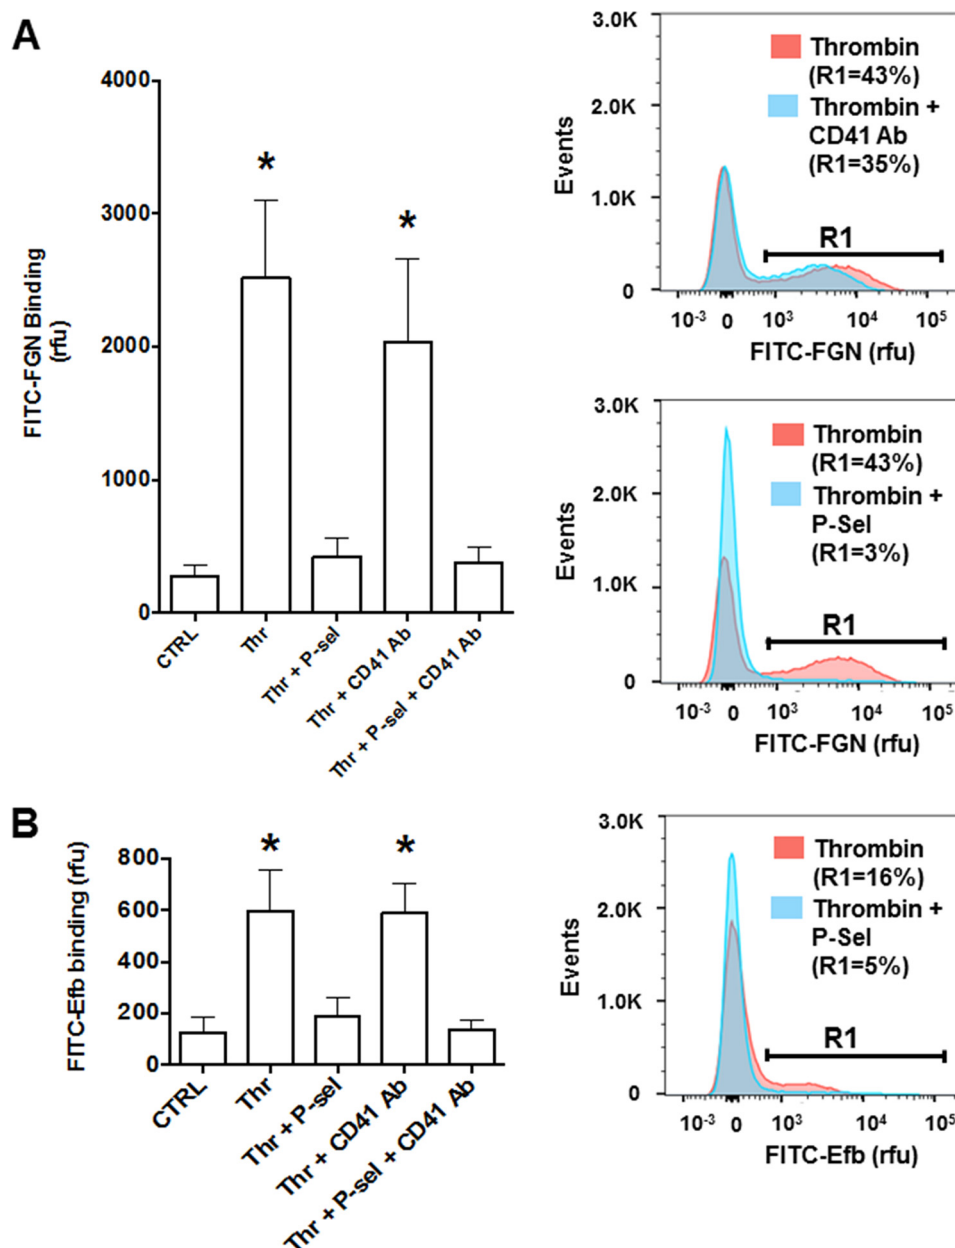 A
FITC-FGN Binding
(rfu)
4000
3000
2000
1000
0
*
*
CTRL
Thr
Thr + P-sel
Thr + CD41 Ab
Thr + P-sel + CD41 Ab
3.0K
2.0K
1.0K
0
Events
Thrombin
(R1=43%)
Thrombin +
CD41 Ab
(R1=35%)
R1
10-3 0 10³ 10⁴ 10⁵
FITC-FGN (rfu)
3.0K
2.0K
1.0K
0
Events
Thrombin
(R1=43%)
Thrombin +
P-Sel
(R1=3%)
R1
10-3 0 10³ 10⁴ 10⁵
FITC-FGN (rfu)
B
FITC-Efb binding (rfu)
800
600
400
200
0
*
*
CTRL
Thr
Thr + P-sel
Thr + CD41 Ab
Thr + P-sel + CD41 Ab
3.0K
2.0K
1.0K
0
Events
Thrombin
(R1=16%)
Thrombin +
P-Sel
(R1=5%)
R1
10-3 0 10³ 10⁴ 10⁵
FITC-Efb (rfu)